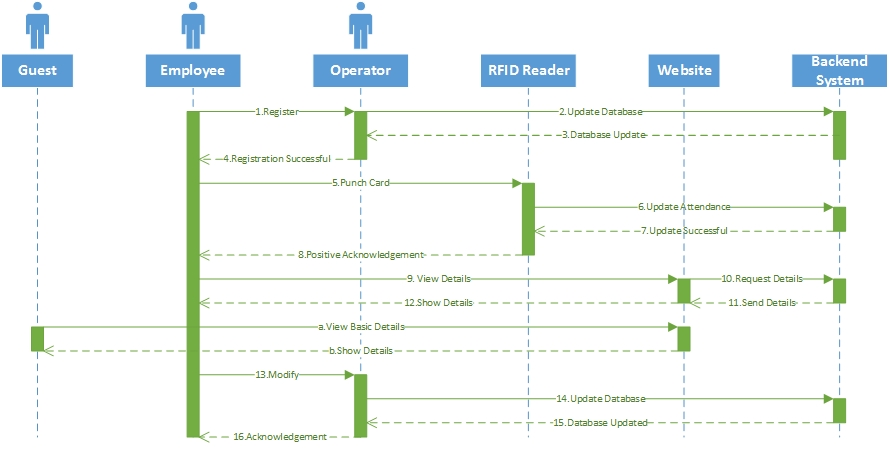 Guest
Employee
Operator
RFID Reader
Website
Backend
System
1.Register
2.Update Database
3.Database Update
4.Registration Successful
5.Punch Card
6.Update Attendance
7.Update Successful
8.Positive Acknowledgement
9. View Details
10.Request Details
12.Show Details
11.Send Details
a.View Basic Details
b.Show Details
13.Modify
14.Update Database
15.Database Updated
16.Acknowledgement